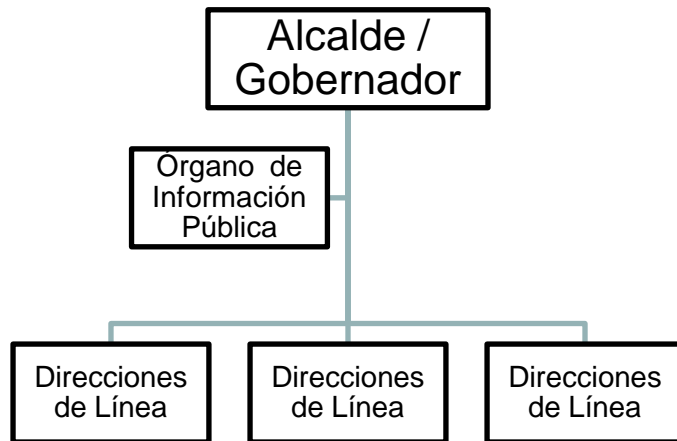 Alcalde /
Gobernador
Órgano de
Información
Pública
Direcciones
de Línea
Direcciones
de Línea
Direcciones
de Línea